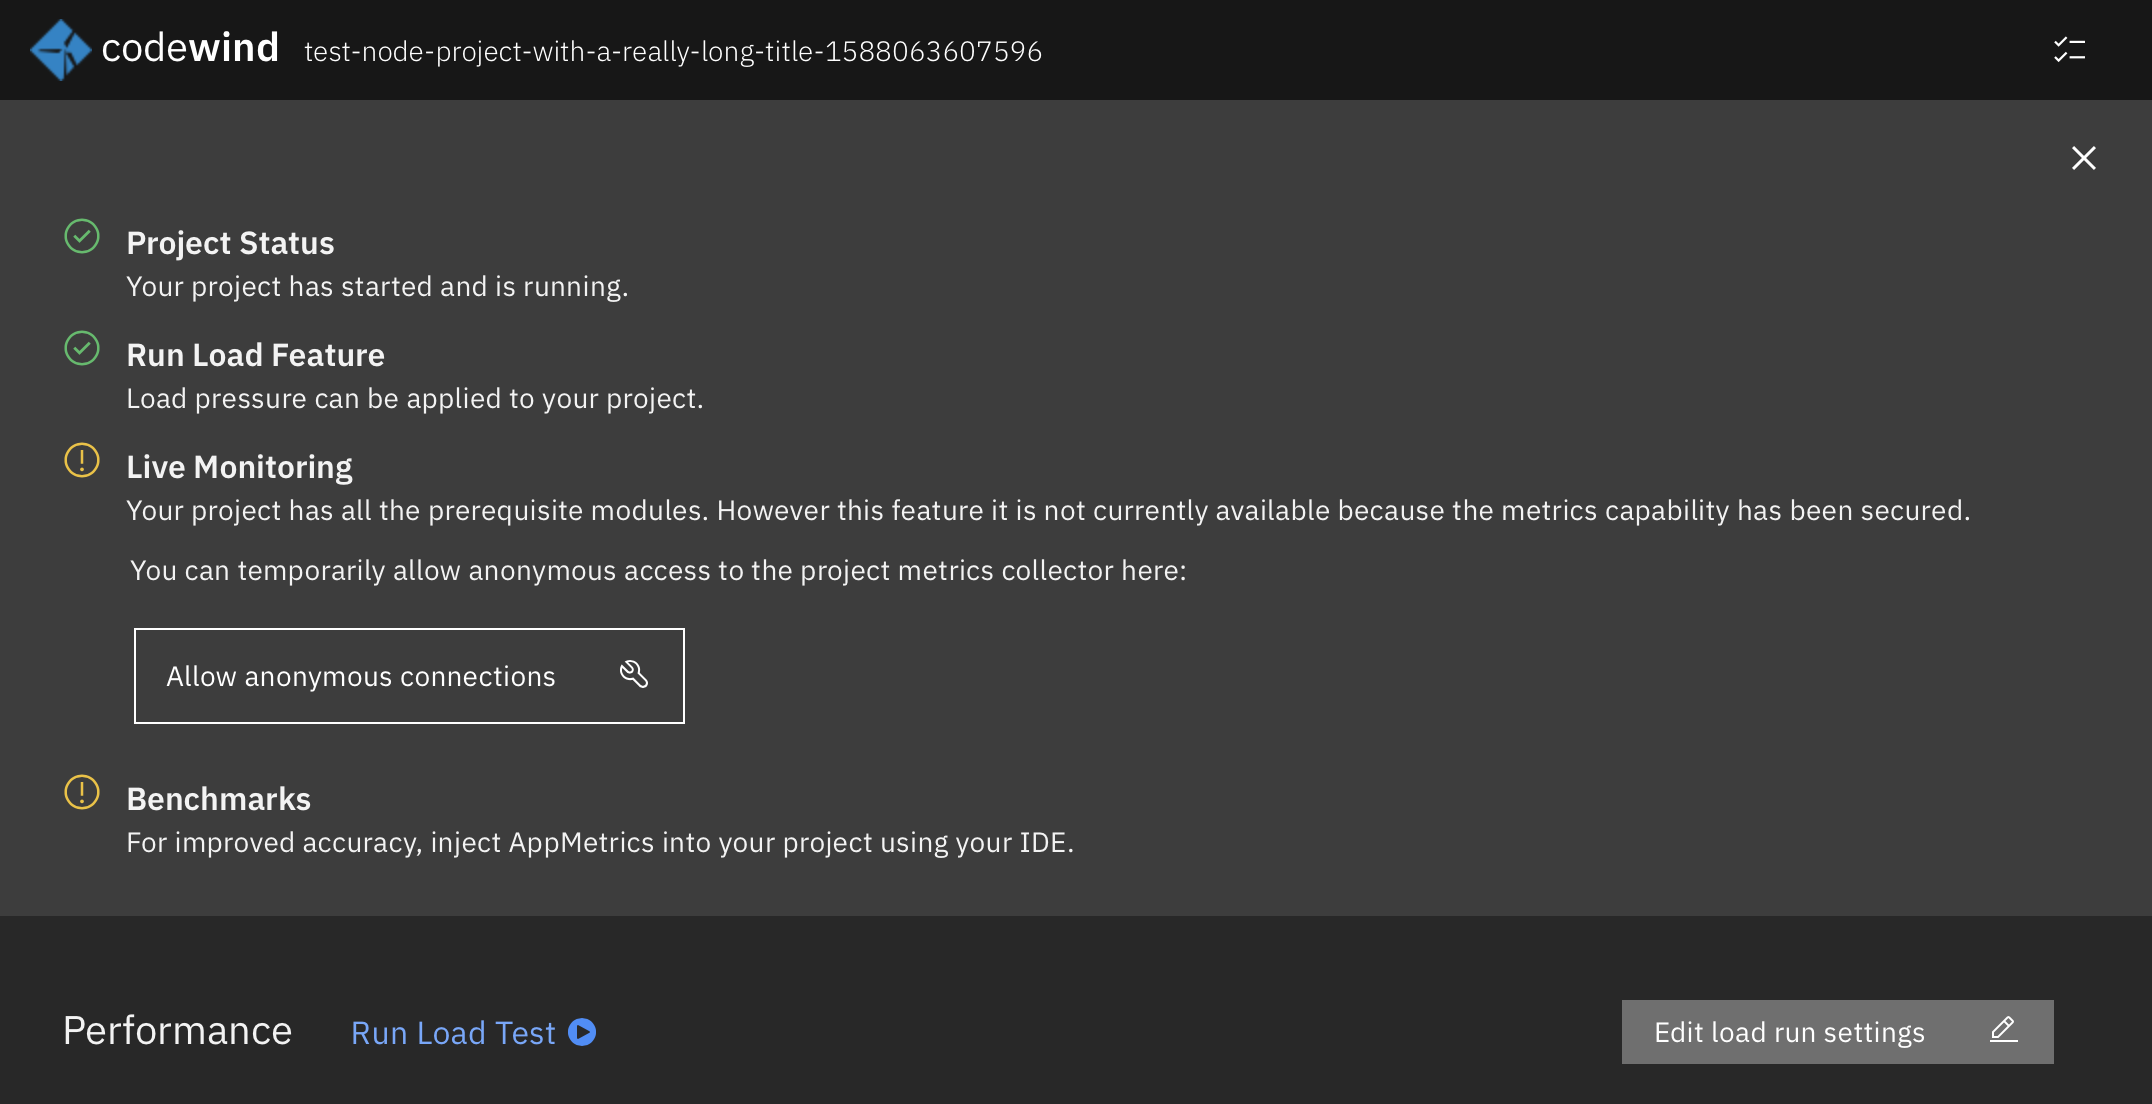 codewind test-node-project-with-a-really-long-title-1588063607596
Project Status
Your project has started and is running.
Run Load Feature
Load pressure can be applied to your project.
Live Monitoring
Your project has all the prerequisite modules. However this feature it is not currently available because the metrics capability has been secured.
You can temporarily allow anonymous access to the project metrics collector here:
Allow anonymous connections
Benchmarks
For improved accuracy, inject AppMetrics into your project using your IDE.
Performance Run Load Test Edit load run settings